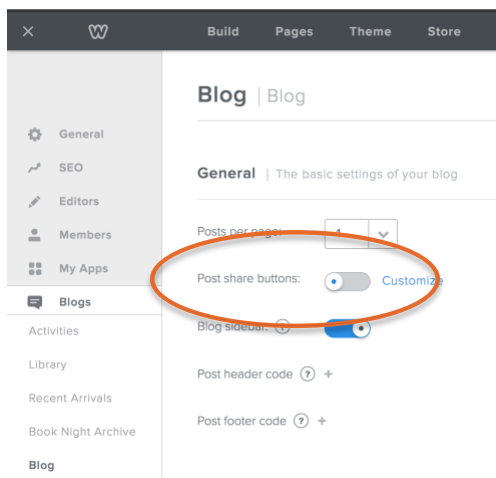 Build Pages Theme Store
Blog | Blog
General
SEO
Editors
Members
My Apps
Blogs
Activities
Library
Recent Arrivals
Book Night Archive
Blog
General | The basic settings of your blog
Posts per page:
Post share buttons: Customize
Blog sidebar: ?
Post header code ? +
Post footer code ? +